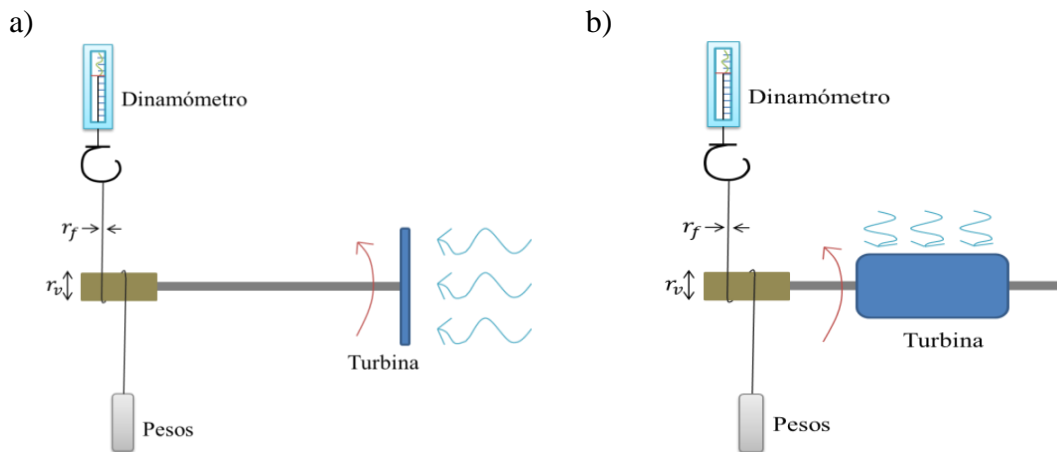 a)
Dinamómetro
r_f
r_v
Turbina
Pesos
b)
Dinamómetro
r_f
r_v
Turbina
Pesos